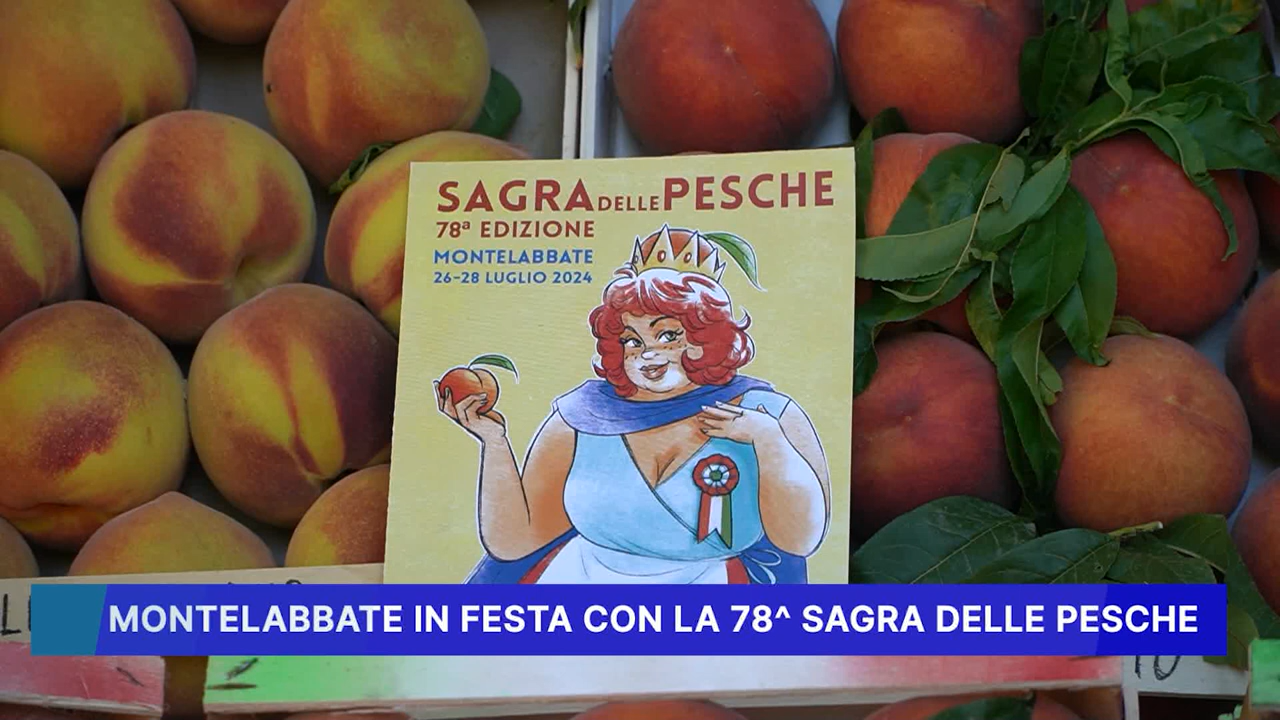 SAGRA DELLE PESCHE
78ª EDIZIONE
MONTELABBATE
26-28 LUGLIO 2024
MONTELABBATE IN FESTA CON LA 78^ SAGRA DELLE PESCHE